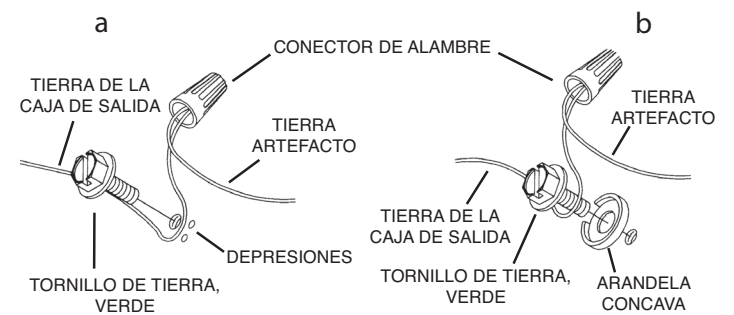 a
b
CONECTOR DE ALAMBRE
TIERRA DE LA
CAJA DE SALIDA
TIERRA
ARTEFACTO
DEPRESIONES
TORNILLO DE TIERRA,
VERDE
TIERRA
ARTEFACTO
TIERRA DE LA
CAJA DE SALIDA
TORNILLO DE TIERRA,
VERDE
ARANDELA
CONCAVA